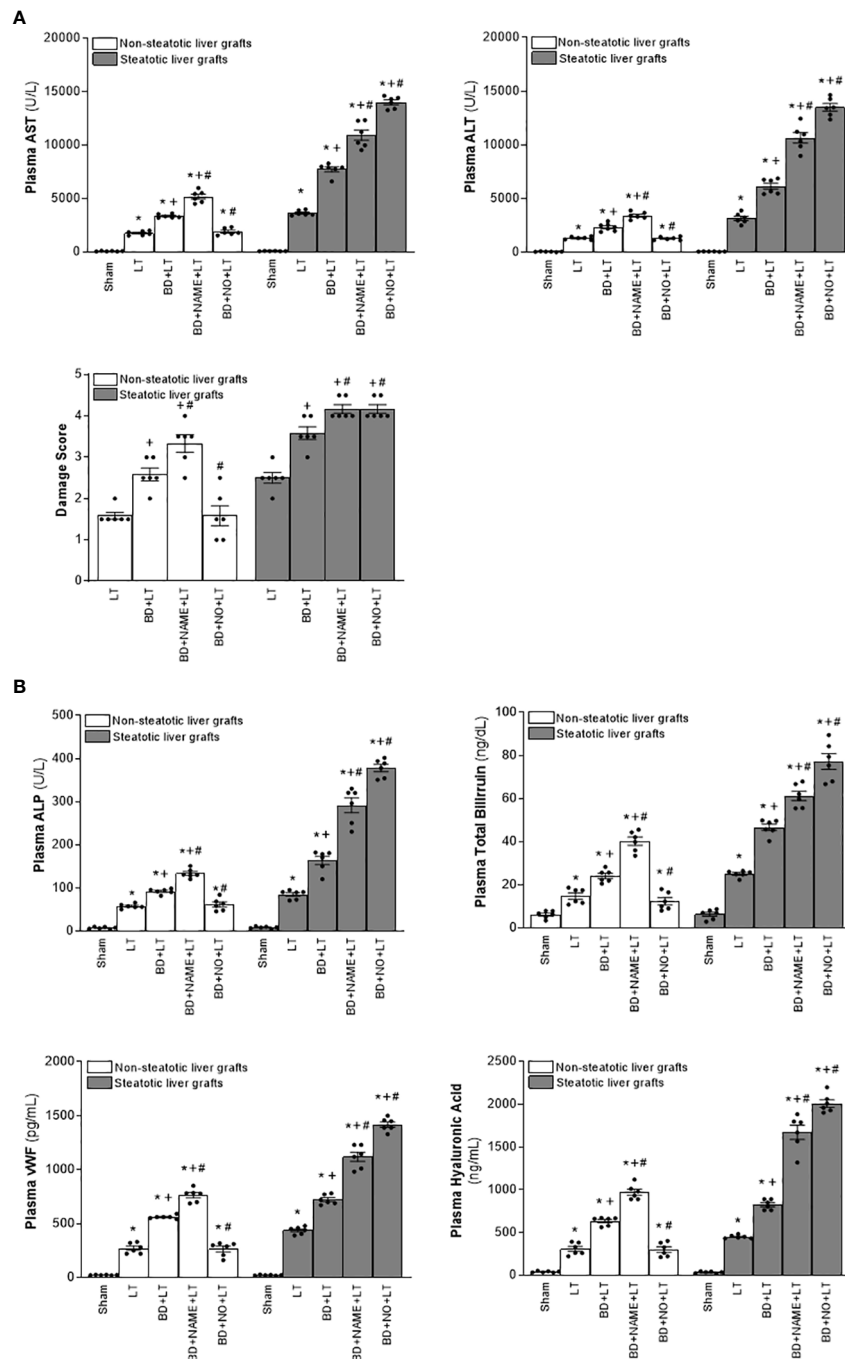 A
Plasma AST (U/L)
20000
15000
10000
5000
0
Non-steatotic liver grafts
Steatotic liver grafts
* * + * + # * # * * + * + # * + #
Sham LT BD+LT BD+NAME+LT BD+NO+LT Sham LT BD+LT BD+NAME+LT BD+NO+LT
Plasma ALT (U/L)
20000
15000
10000
5000
0
Non-steatotic liver grafts
Steatotic liver grafts
* * + * + # * # * * + * + # * + #
Sham LT BD+LT BD+NAME+LT BD+NO+LT Sham LT BD+LT BD+NAME+LT BD+NO+LT
Damage Score
5
4
3
2
1
0
Non-steatotic liver grafts
Steatotic liver grafts
+ + # # + + # + #
LT BD+LT BD+NAME+LT BD+NO+LT LT BD+LT BD+NAME+LT BD+NO+LT
B
Plasma ALP (U/L)
500
400
300
200
100
0
Non-steatotic liver grafts
Steatotic liver grafts
* * + * + # * # * * + * + # * + #
Sham LT BD+LT BD+NAME+LT BD+NO+LT Sham LT BD+LT BD+NAME+LT BD+NO+LT
Plasma Total Bilirruin (ng/dL)
100
80
60
40
20
0
Non-steatotic liver grafts
Steatotic liver grafts
* * + * + # * # * * + * + # * + #
Sham LT BD+LT BD+NAME+LT BD+NO+LT Sham LT BD+LT BD+NAME+LT BD+NO+LT
Plasma vWF (pg/mL)
2000
1500
1000
500
0
Non-steatotic liver grafts
Steatotic liver grafts
* * + * + # * # * * + * + # * + #
Sham LT BD+LT BD+NAME+LT BD+NO+LT Sham LT BD+LT BD+NAME+LT BD+NO+LT
Plasma Hyaluronic Acid
(ng/mL)
2500
2000
1500
1000
500
0
Non-steatotic liver grafts
Steatotic liver grafts
* * + * + # * # * * + * + # * + #
Sham LT BD+LT BD+NAME+LT BD+NO+LT Sham LT BD+LT BD+NAME+LT BD+NO+LT